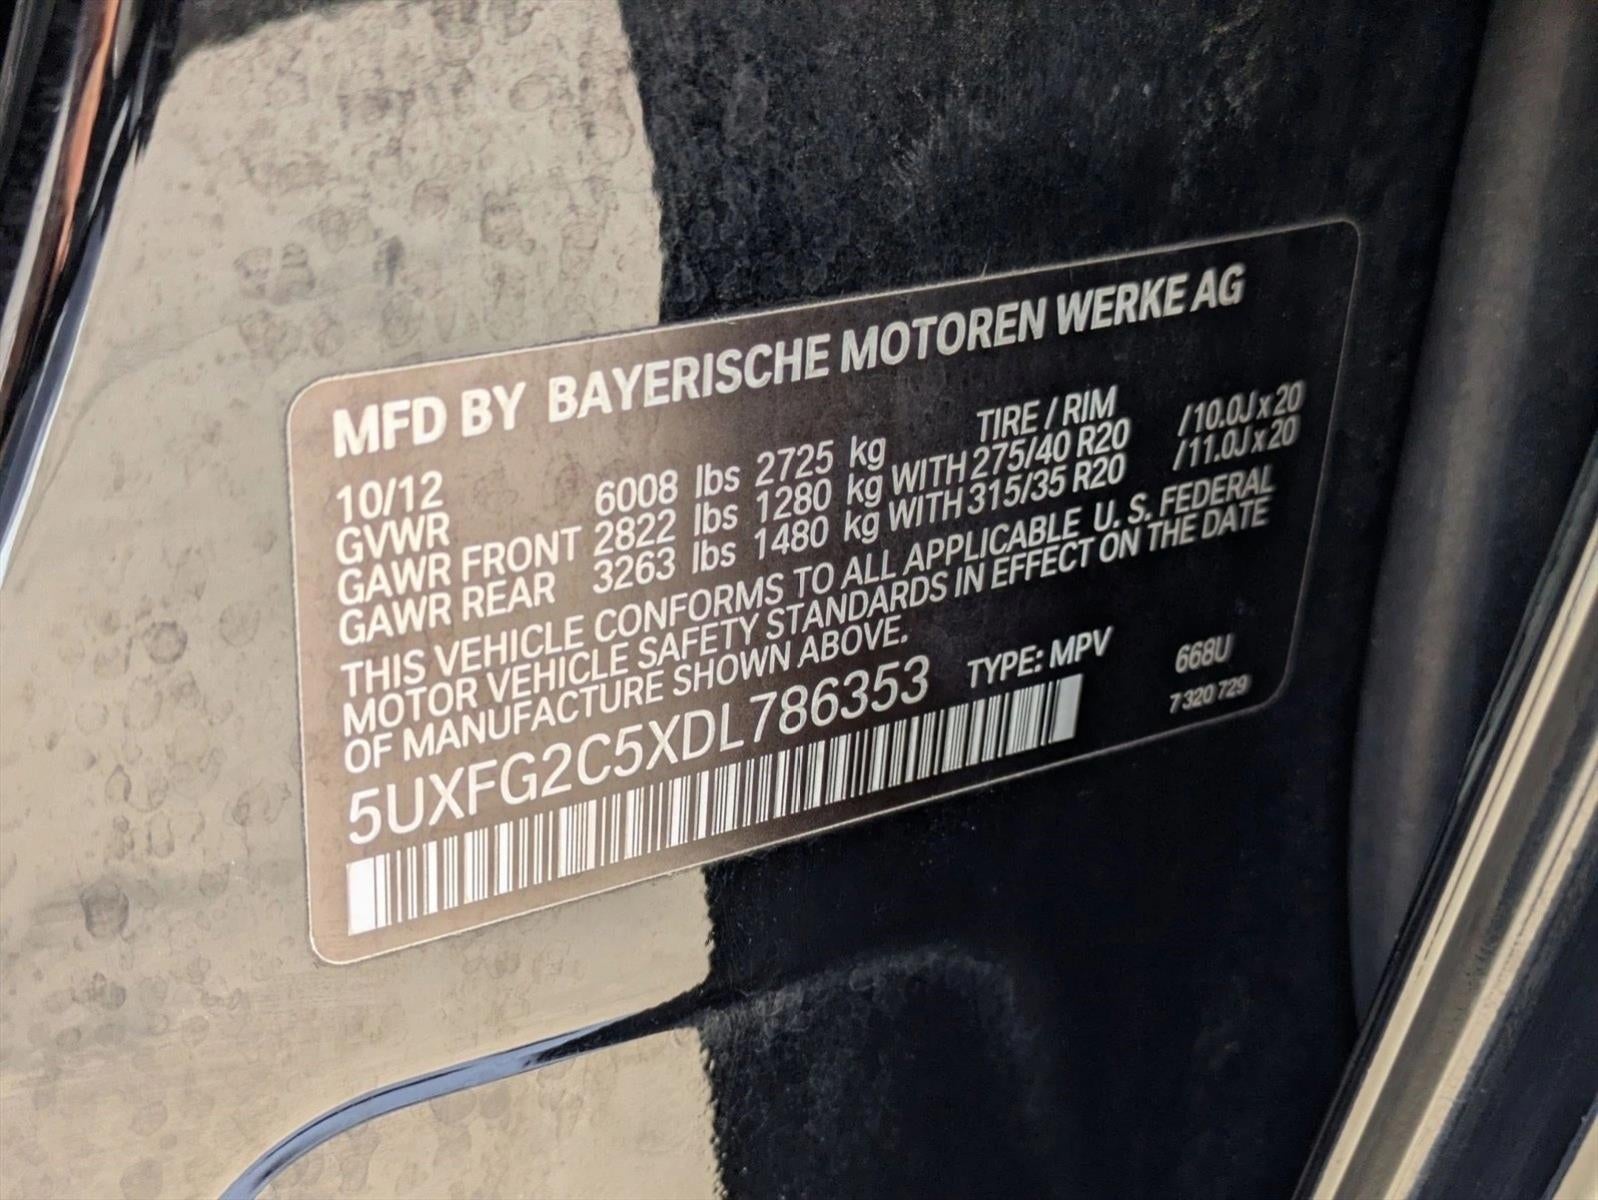 MFD BY BAYERISCHE MOTOREN WERKE AG
10/12 TIRE / RIM
GVWR 6008 lbs 2725 kg
GAWR FRONT 2822 lbs 1280 kg WITH 275/40 R20 /10.0J x 20
GAWR REAR 3263 lbs 1480 kg WITH 315/35 R20 /11.0J x 20
THIS VEHICLE CONFORMS TO ALL APPLICABLE U. S. FEDERAL
MOTOR VEHICLE SAFETY STANDARDS IN EFFECT ON THE DATE
OF MANUFACTURE SHOWN ABOVE.
5UXFG2C5XDL786353 TYPE: MPV 668U
7 320 729